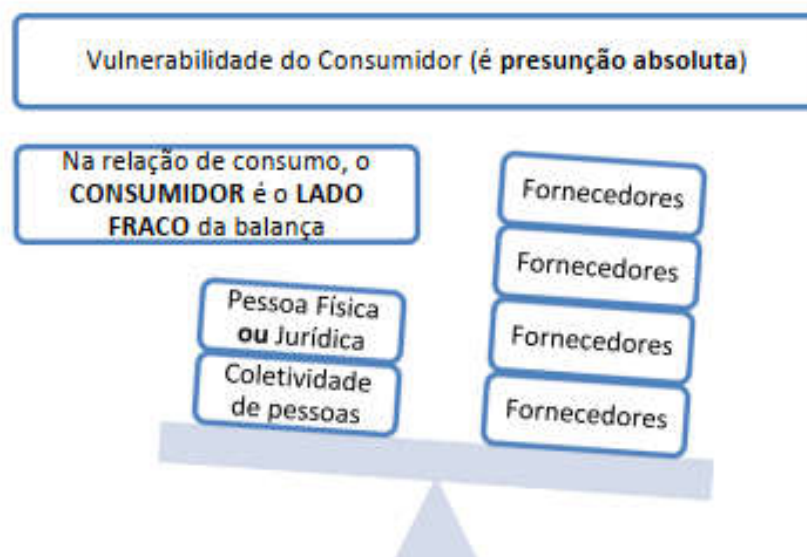 Vulnerabilidade do Consumidor (é presunção absoluta)
Na relação de consumo, o
CONSUMIDOR é o LADO
FRACO da balança
Pessoa Física
ou Jurídica
Coletividade
de pessoas
Fornecedores
Fornecedores
Fornecedores
Fornecedores